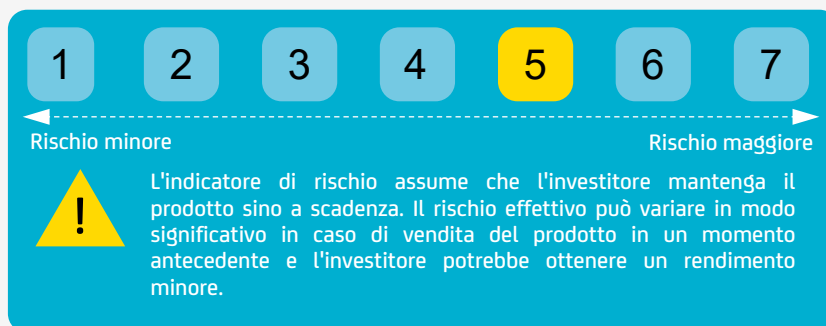 1 2 3 4 5 6 7
Rischio minore Rischio maggiore
!
L'indicatore di rischio assume che l'investitore mantenga il
prodotto sino a scadenza. Il rischio effettivo può variare in modo
significativo in caso di vendita del prodotto in un momento
antecedente e l'investitore potrebbe ottenere un rendimento
minore.